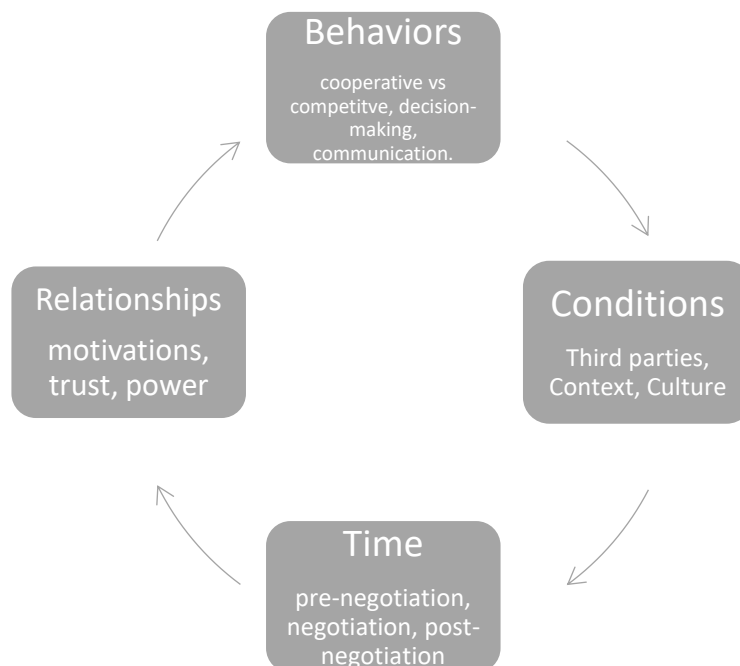 Behaviors
cooperative vs
competitve, decision-
making,
communication.
Conditions
Third parties,
Context, Culture
Time
pre-negotiation,
negotiation, post-
negotiation
Relationships
motivations,
trust, power